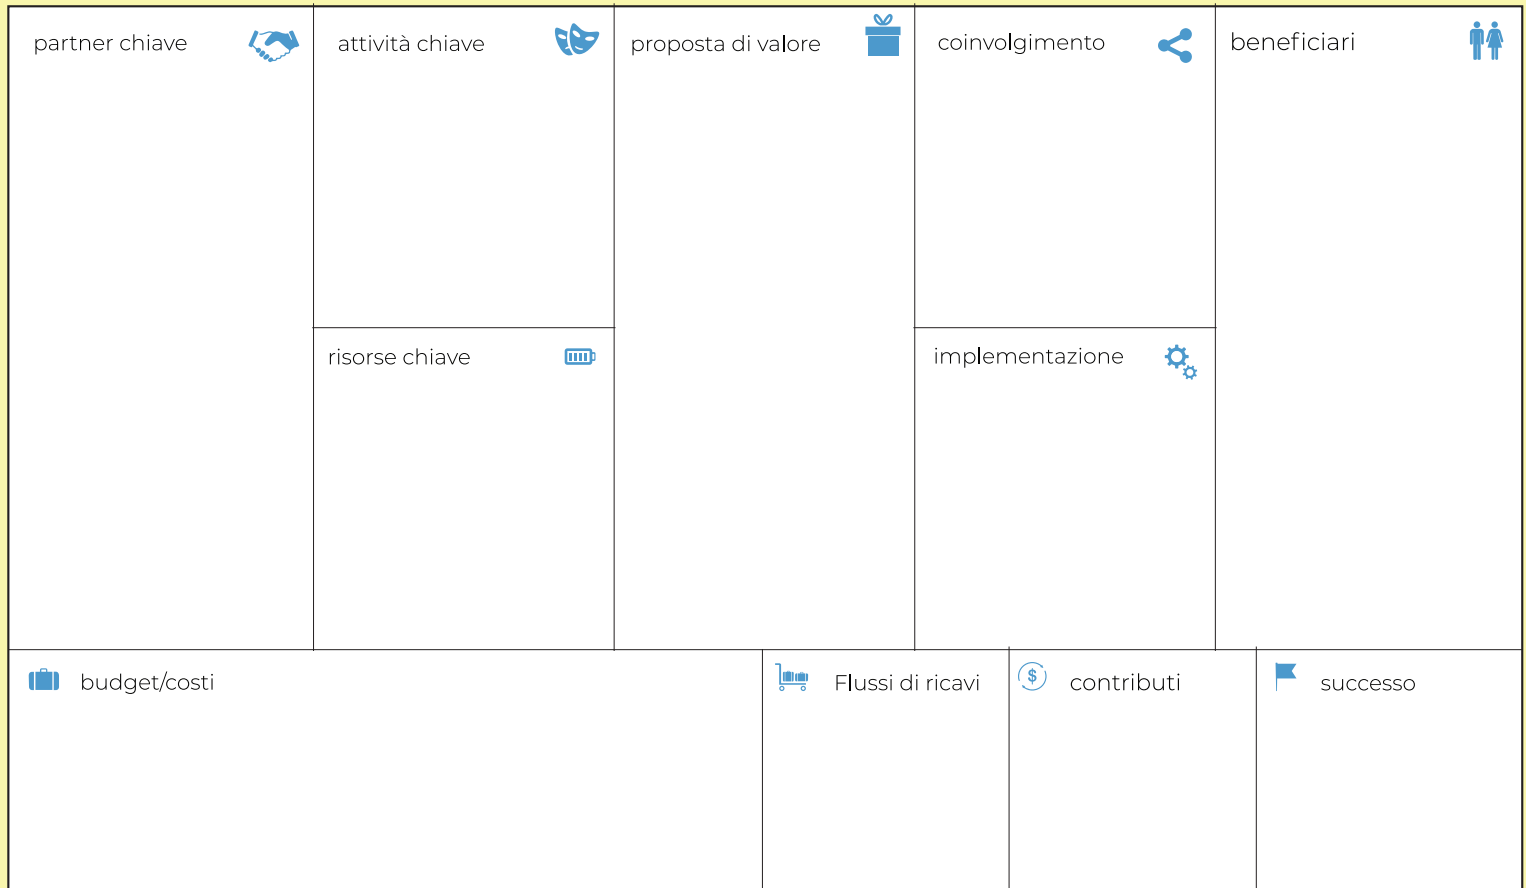 partner chiave
attività chiave
proposta di valore
coinvolgimento
beneficiari
risorse chiave
implementazione
budget/costi
Flussi di ricavi
$
contributi
successo